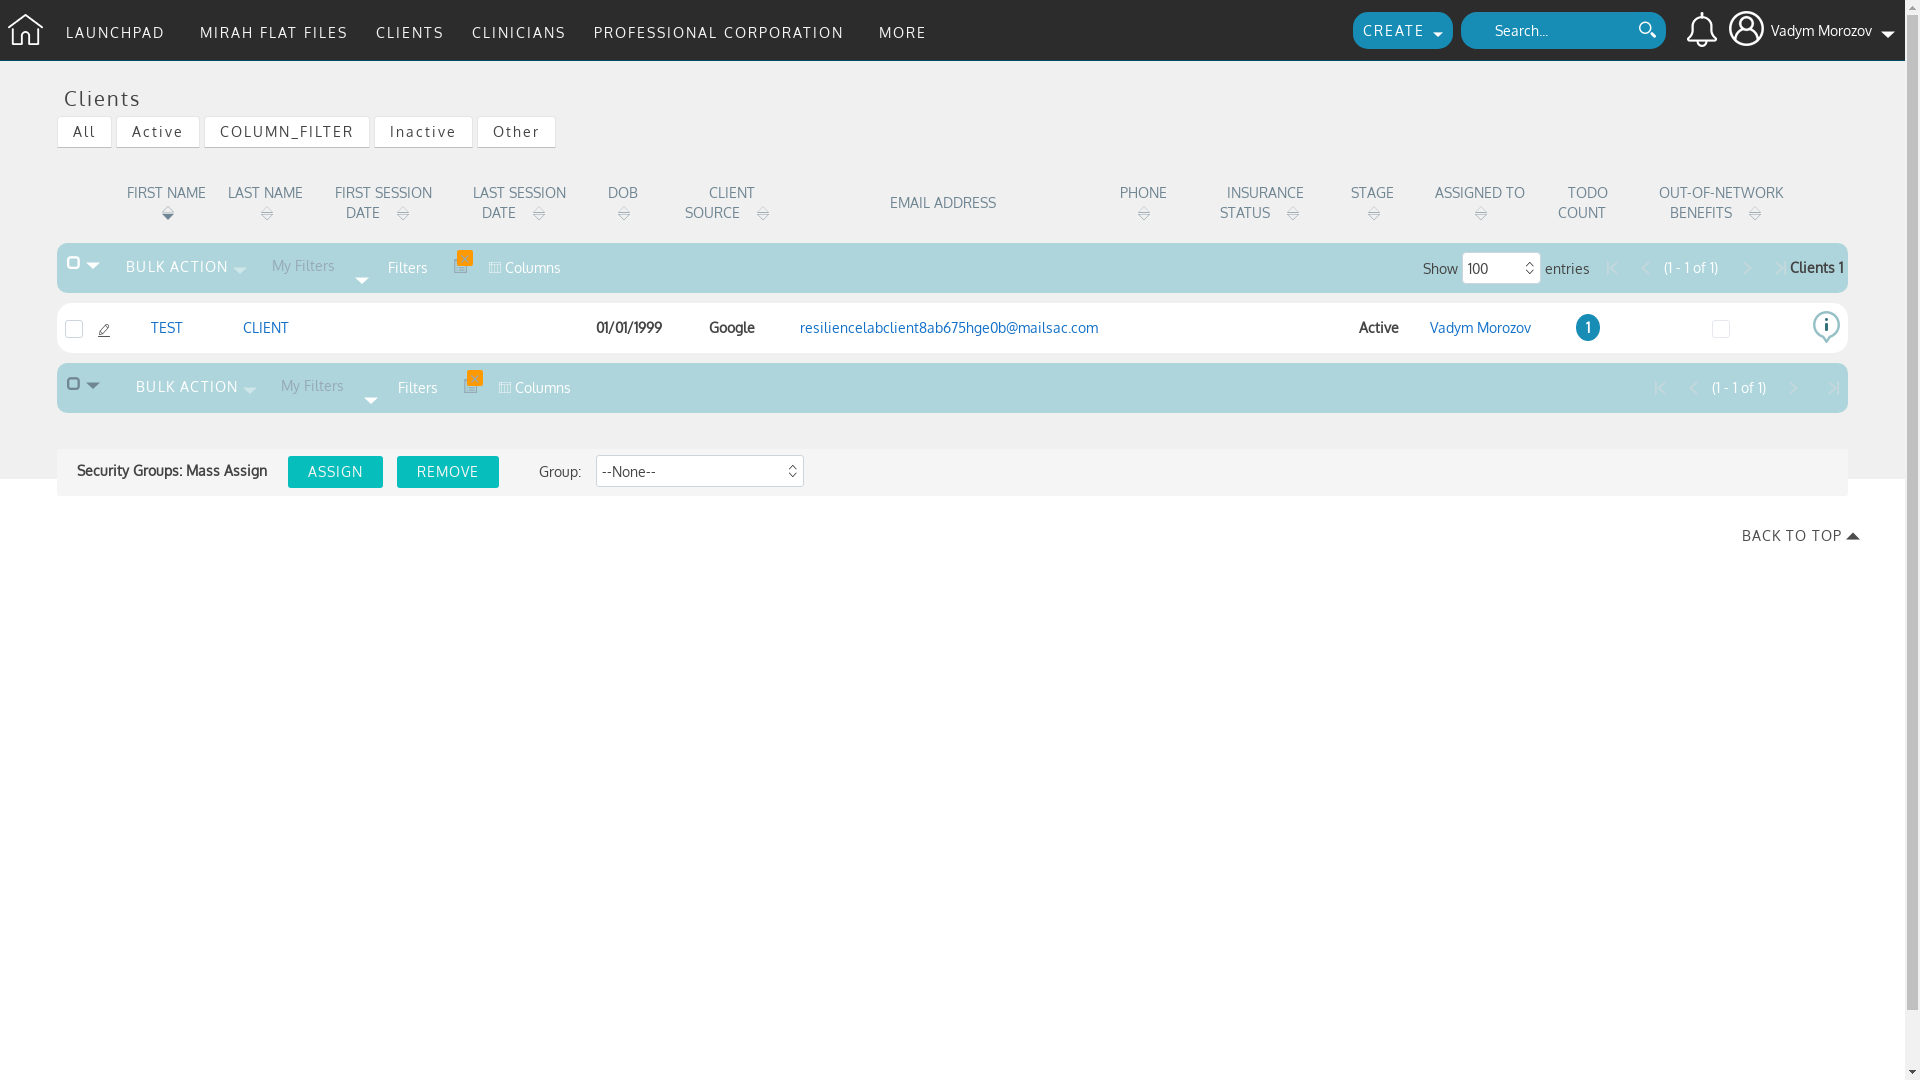 LAUNCHPAD MIRAH FLAT FILES CLIENTS CLINICIANS PROFESSIONAL CORPORATION MORE CREATE Search... Vadym Morozov
Clients
All Active COLUMN_FILTER Inactive Other
FIRST NAME LAST NAME FIRST SESSION DATE LAST SESSION DATE DOB CLIENT SOURCE EMAIL ADDRESS PHONE INSURANCE STATUS STAGE ASSIGNED TO TODO COUNT OUT-OF-NETWORK BENEFITS
BULK ACTION My Filters Filters Columns Show 100 entries (1 - 1 of 1) Clients 1
TEST CLIENT 01/01/1999 Google resiliencelabclient8ab675hge0b@mailsac.com Active Vadym Morozov 1
BULK ACTION My Filters Filters Columns (1 - 1 of 1)
Security Groups: Mass Assign ASSIGN REMOVE Group: --None--
BACK TO TOP